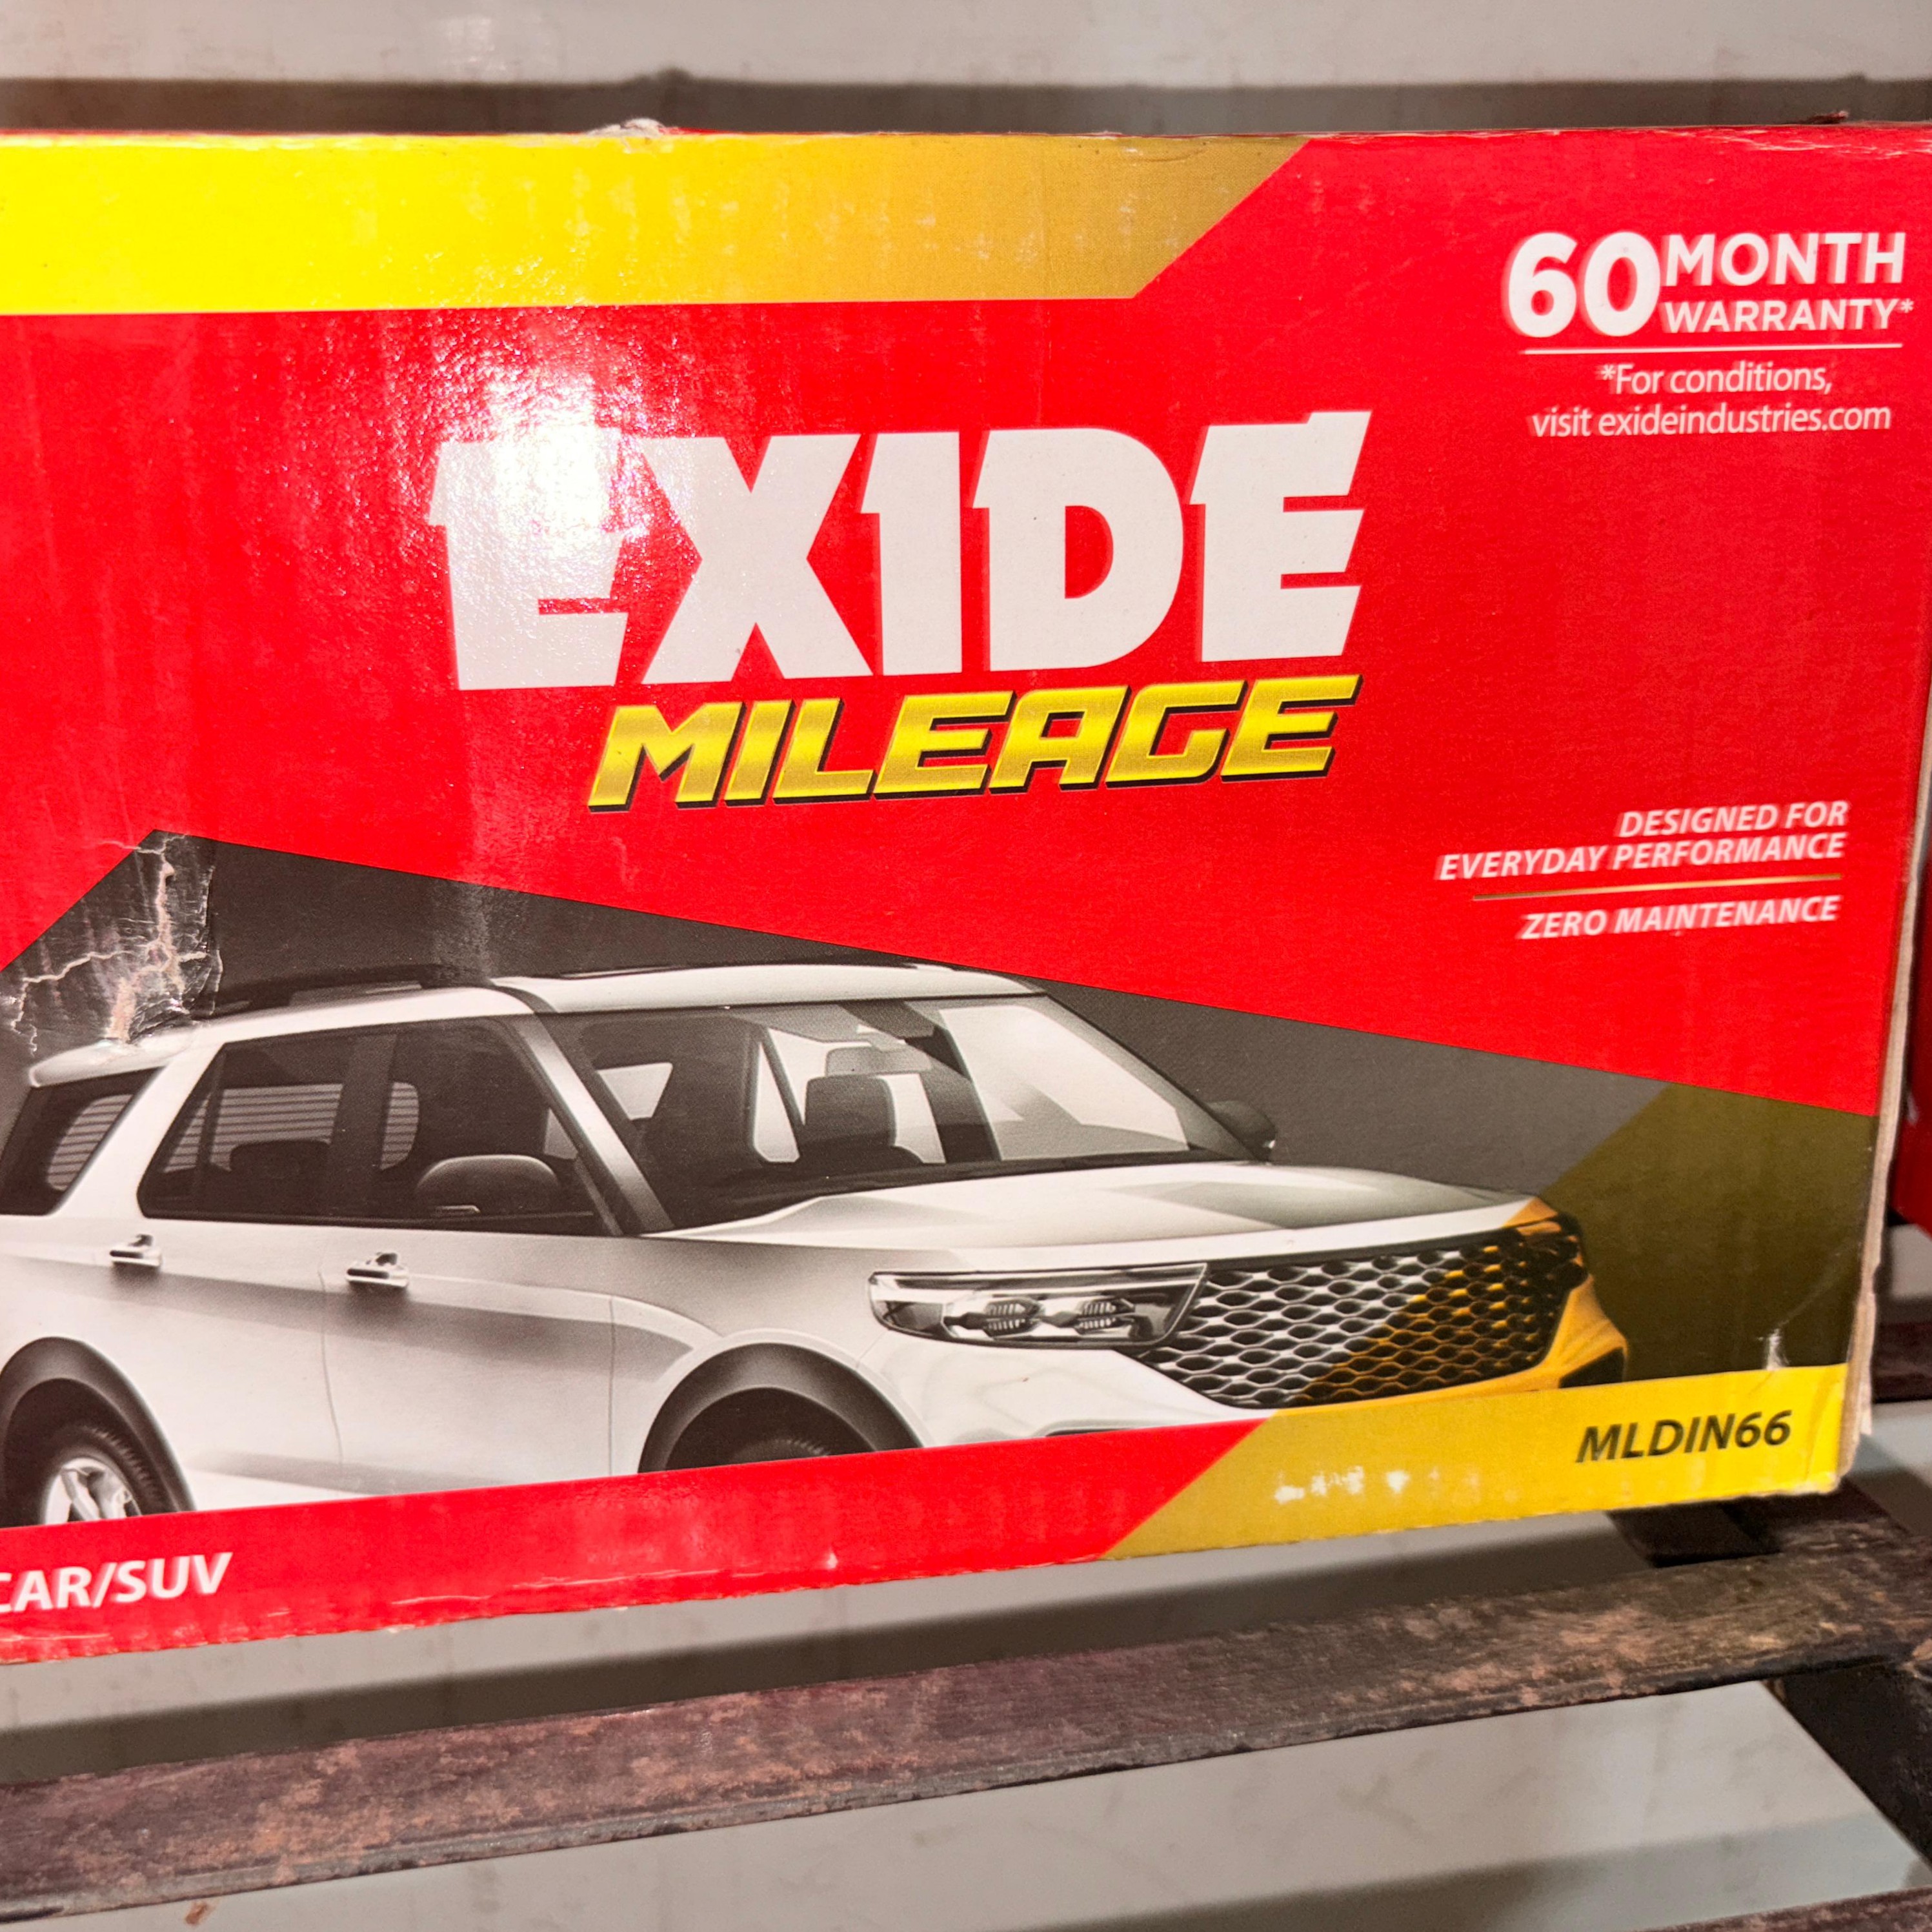 60 MONTH
WARRANTY*
*For conditions,
visit exideindustries.com
EXIDE
MILEAGE
DESIGNED FOR
EVERYDAY PERFORMANCE
ZERO MAINTENANCE
MLDIN66
CAR/SUV